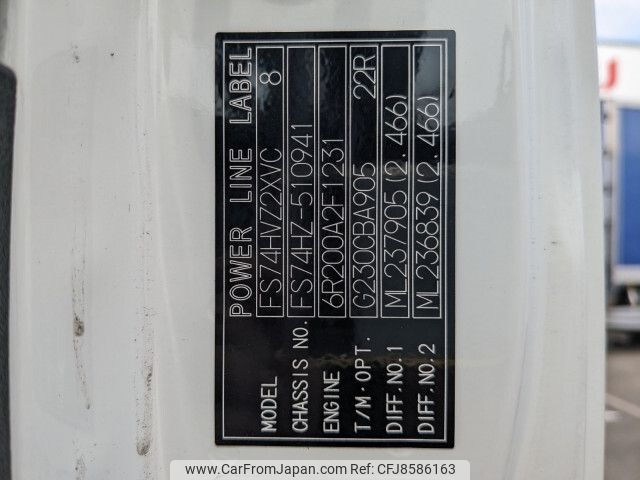 POWER LINE LABEL
MODEL FS74HVZ2XVC 8
CHASSIS NO. FS74HZ-510941
ENGINE 6R200A2F1231
T/M.OPT. G230CBA905 22R
DIFF.NO.1 ML237905(2.466)
DIFF.NO.2 ML236839(2.466)
www.CarFromJapan.com | © CFJ8586163